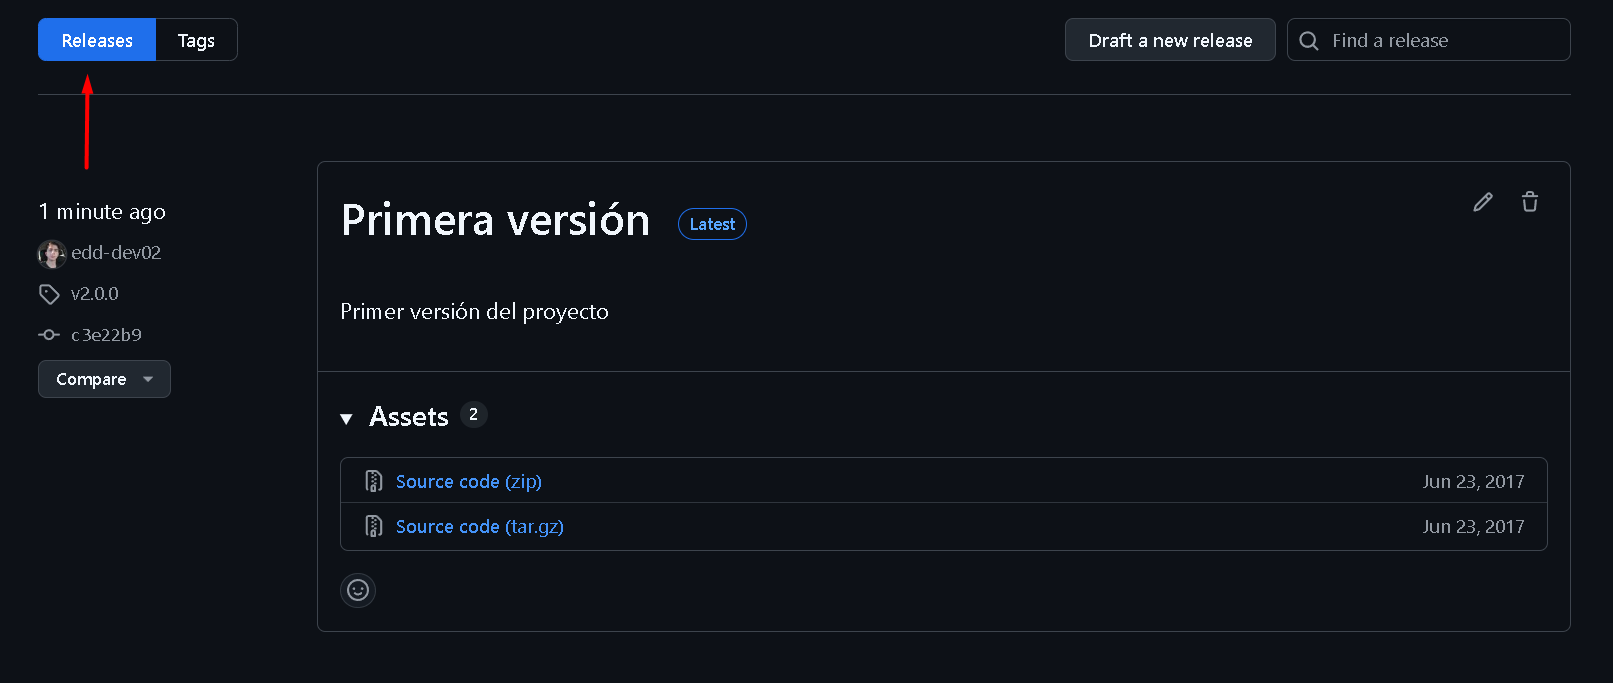 Releases Tags Draft a new release Find a release
1 minute ago
edd-dev02
v2.0.0
c3e22b9
Compare
Primera versión Latest
Primer versión del proyecto
Assets 2
Source code (zip) Jun 23, 2017
Source code (tar.gz) Jun 23, 2017